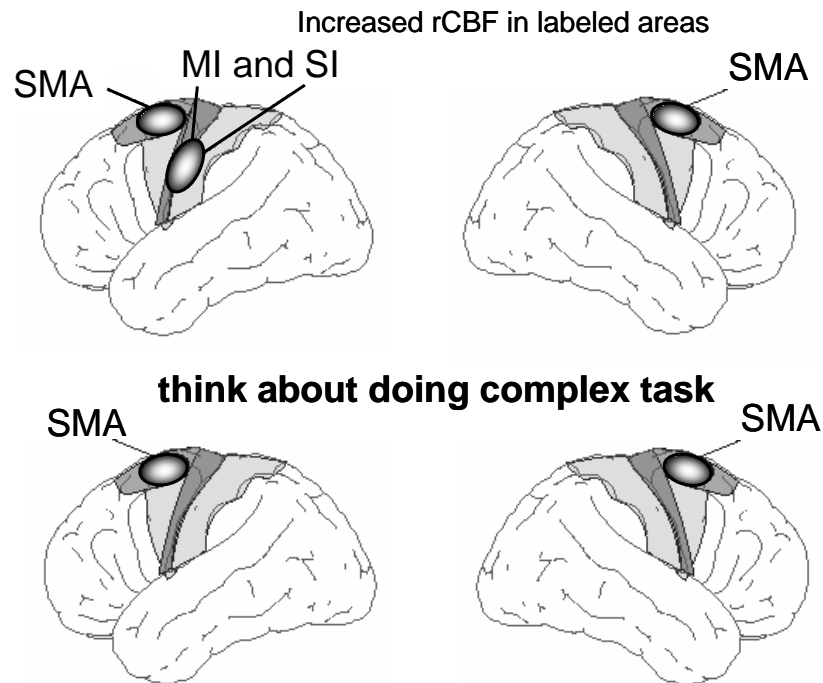 Increased rCBF in labeled areas
MI and SI
SMA
SMA
think about doing complex task
SMA
SMA